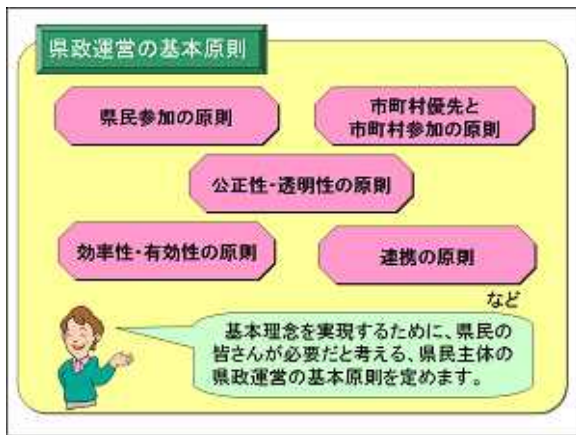 県政運営の基本原則
県民参加の原則
市町村優先と
市町村参加の原則
公正性・透明性の原則
効率性・有効性の原則
連携の原則
など
基本理念を実現するために、県民の
皆さんが必要だと考える、県民主体の
県政運営の基本原則を定めます。